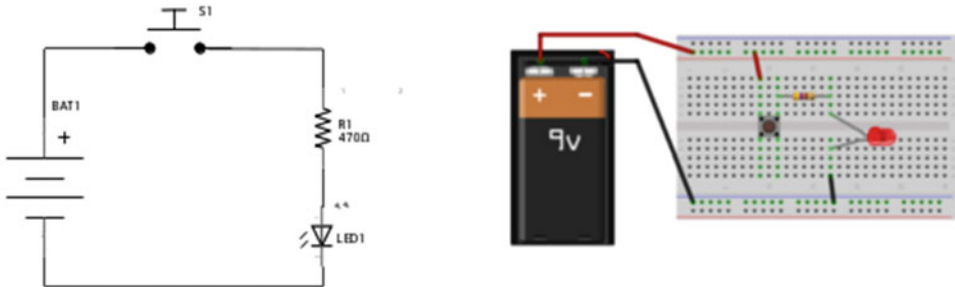 S1
BAT1
+
R1
470Ω
LED1
+ −
9v